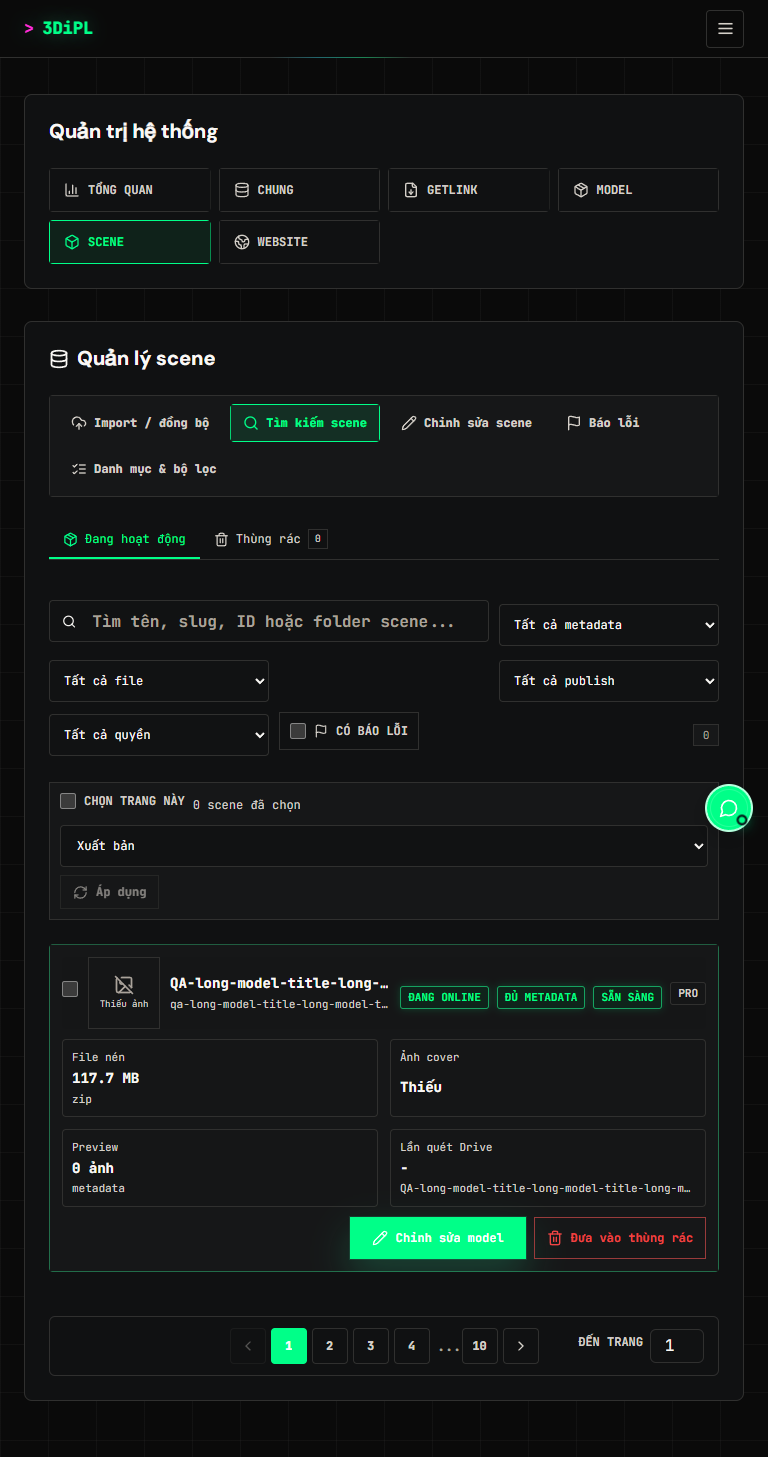 > 3DiPL
Quản trị hệ thống
TỔNG QUAN
CHUNG
GETLINK
MODEL
SCENE
WEBSITE
Quản lý scene
Import / đồng bộ
Tìm kiếm scene
Chỉnh sửa scene
Báo lỗi
Danh mục & bộ lọc
Đang hoạt động
Thùng rác
0
Tìm tên, slug, ID hoặc folder scene...
Tất cả metadata
Tất cả file
Tất cả publish
Tất cả quyền
CÓ BÁO LỖI
0
CHỌN TRANG NÀY
0 scene đã chọn
Xuất bản
Áp dụng
Thiếu ảnh
QA-long-model-title-long-…
qa-long-model-title-long-model-t…
ĐANG ONLINE
ĐỦ METADATA
SẴN SÀNG
PRO
File nén
117.7 MB
zip
Ảnh cover
Thiếu
Preview
0 ảnh
metadata
Lần quét Drive
-
QA-long-model-title-long-model-title-long-m…
Chỉnh sửa model
Đưa vào thùng rác
1
2
3
4
...
10
ĐẾN TRANG
1